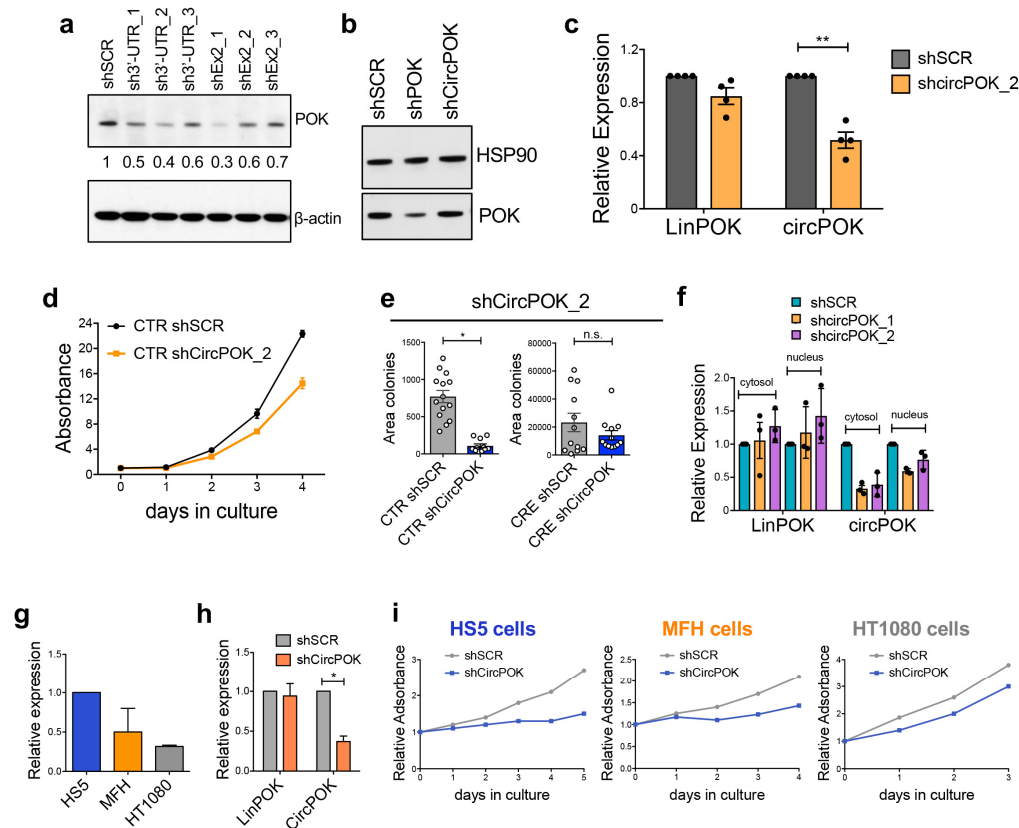 a
shSCR
sh3'-UTR_1
sh3'-UTR_2
sh3'-UTR_3
shEx2_1
shEx2_2
shEx2_3
POK
1 0.5 0.4 0.6 0.3 0.6 0.7
β-actin
b
shSCR
shPOK
shCircPOK
HSP90
POK
c
shSCR
shcircPOK_2
**
Relative Expression
1.2
0.8
0.4
0
LinPOK circPOK
d
CTR shSCR
CTR shCircPOK_2
Absorbance
24
20
16
12
8
4
0
0 1 2 3 4
days in culture
e
shCircPOK_2
*
Area colonies
1500
1000
500
0
CTR shSCR
CTR shCircPOK
n.s.
Area colonies
80000
60000
40000
20000
0
CRE shSCR
CRE shCircPOK
f
shSCR
shcircPOK_1
shcircPOK_2
nucleus
cytosol
cytosol
nucleus
Relative Expression
2.0
1.5
1.0
0.5
0.0
LinPOK circPOK
g
Relative expression
1.5
1.0
0.5
0.0
HS5
MFH
HT1080
h
shSCR
shCircPOK
*
Relative expression
1.5
1.0
0.5
0.0
LinPOK
CircPOK
i
HS5 cells
shSCR
shCircPOK
Relative Adsorbance
3
2
1
0
0 1 2 3 4 5
days in culture
MFH cells
shSCR
shCircPOK
Relative Adsorbance
2.5
2.0
1.5
1.0
0.5
0.0
0 1 2 3 4
days in culture
HT1080 cells
shSCR
shCircPOK
Relative Adsorbance
4
3
2
1
0
0 1 2 3
days in culture